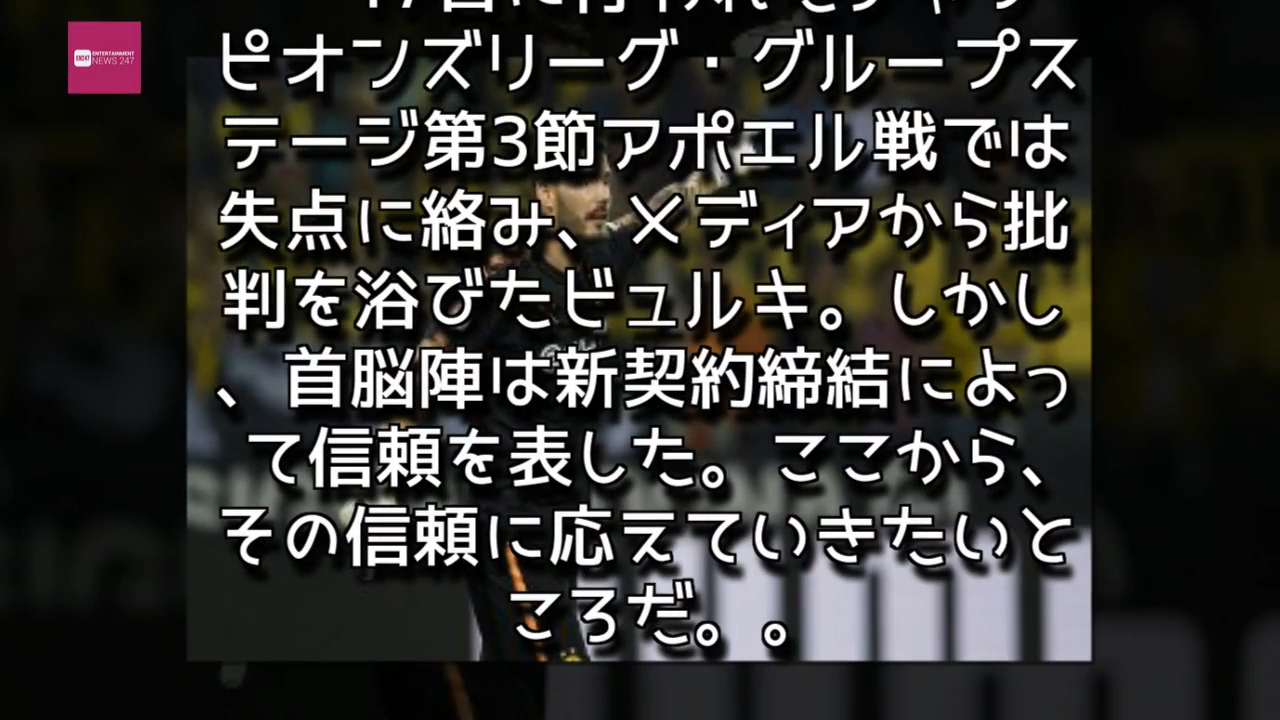 ENTERTAINMENT
NEWS 247
ピオンズリーグ・グループス
テージ第3節アポエル戦では
失点に絡み、メディアから批
判を浴びたビュルキ。しかし
、首脳陣は新契約締結によっ
て信頼を表した。ここから、
その信頼に応えていきたいと
ころだ。。